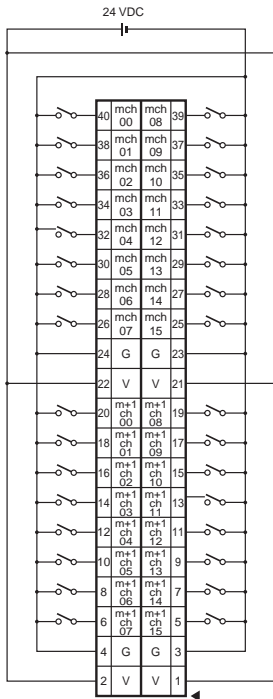 24 VDC
40 mch 00 mch 08 39
38 mch 01 mch 09 37
36 mch 02 mch 10 35
34 mch 03 mch 11 33
32 mch 04 mch 12 31
30 mch 05 mch 13 29
28 mch 06 mch 14 27
26 mch 07 mch 15 25
24 G G 23
22 V V 21
20 m+1 ch 00 m+1 ch 08 19
18 m+1 ch 01 m+1 ch 09 17
16 m+1 ch 02 m+1 ch 10 15
14 m+1 ch 03 m+1 ch 11 13
12 m+1 ch 04 m+1 ch 12 11
10 m+1 ch 05 m+1 ch 13 9
8 m+1 ch 06 m+1 ch 14 7
6 m+1 ch 07 m+1 ch 15 5
4 G G 3
2 V V 1